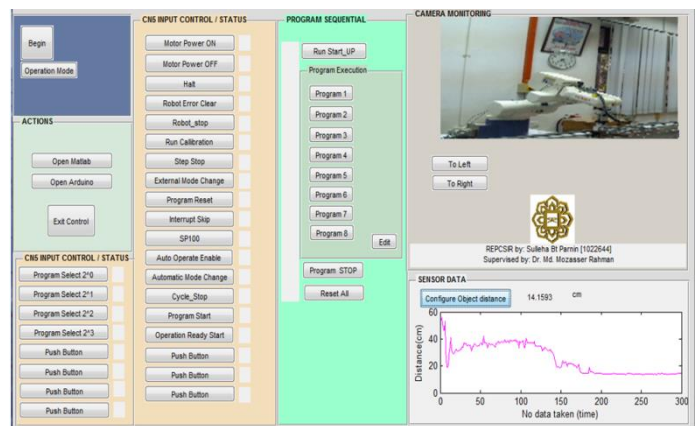 Begin
Operation Mode
ACTIONS
Open Matlab
Open Arduino
Exit Control
CN5 INPUT CONTROL / STATUS
Program Select 2^0
Program Select 2^1
Program Select 2^2
Program Select 2^3
Push Button
Push Button
Push Button
Push Button
CN5 INPUT CONTROL / STATUS
Motor Power ON
Motor Power OFF
Halt
Robot Error Clear
Robot_stop
Run Callibration
Step Stop
External Mode Change
Program Reset
Interrupt Skip
SP100
Auto Operate Enable
Automatic Mode Change
Cycle_Stop
Program Start
Operation Ready Start
Push Button
Push Button
Push Button
PROGRAM SEQUENTIAL
Run Start_UP
Program Execution
Program 1
Program 2
Program 3
Program 4
Program 5
Program 6
Program 7
Program 8
Edit
Program STOP
Reset All
CAMERA MONITORING
To Left
To Right
REPCSIR by: Sulleha Bt Parnin [1022644]
Supervised by: Dr. Md. Mozasser Rahman
SENSOR DATA
Configure Object distance 14.1593 cm
Distance(cm)
60
40
20
0
0 50 100 150 200 250 300
No data taken (time)